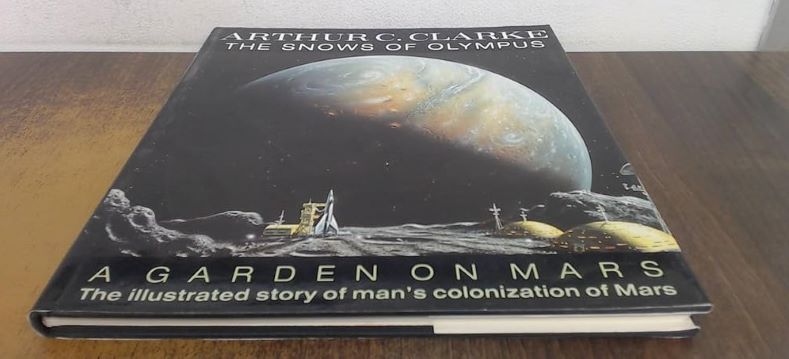 ARTHUR C. CLARKE
THE SNOWS OF OLYMPUS
A GARDEN ON MARS
The illustrated story of man's colonization of Mars